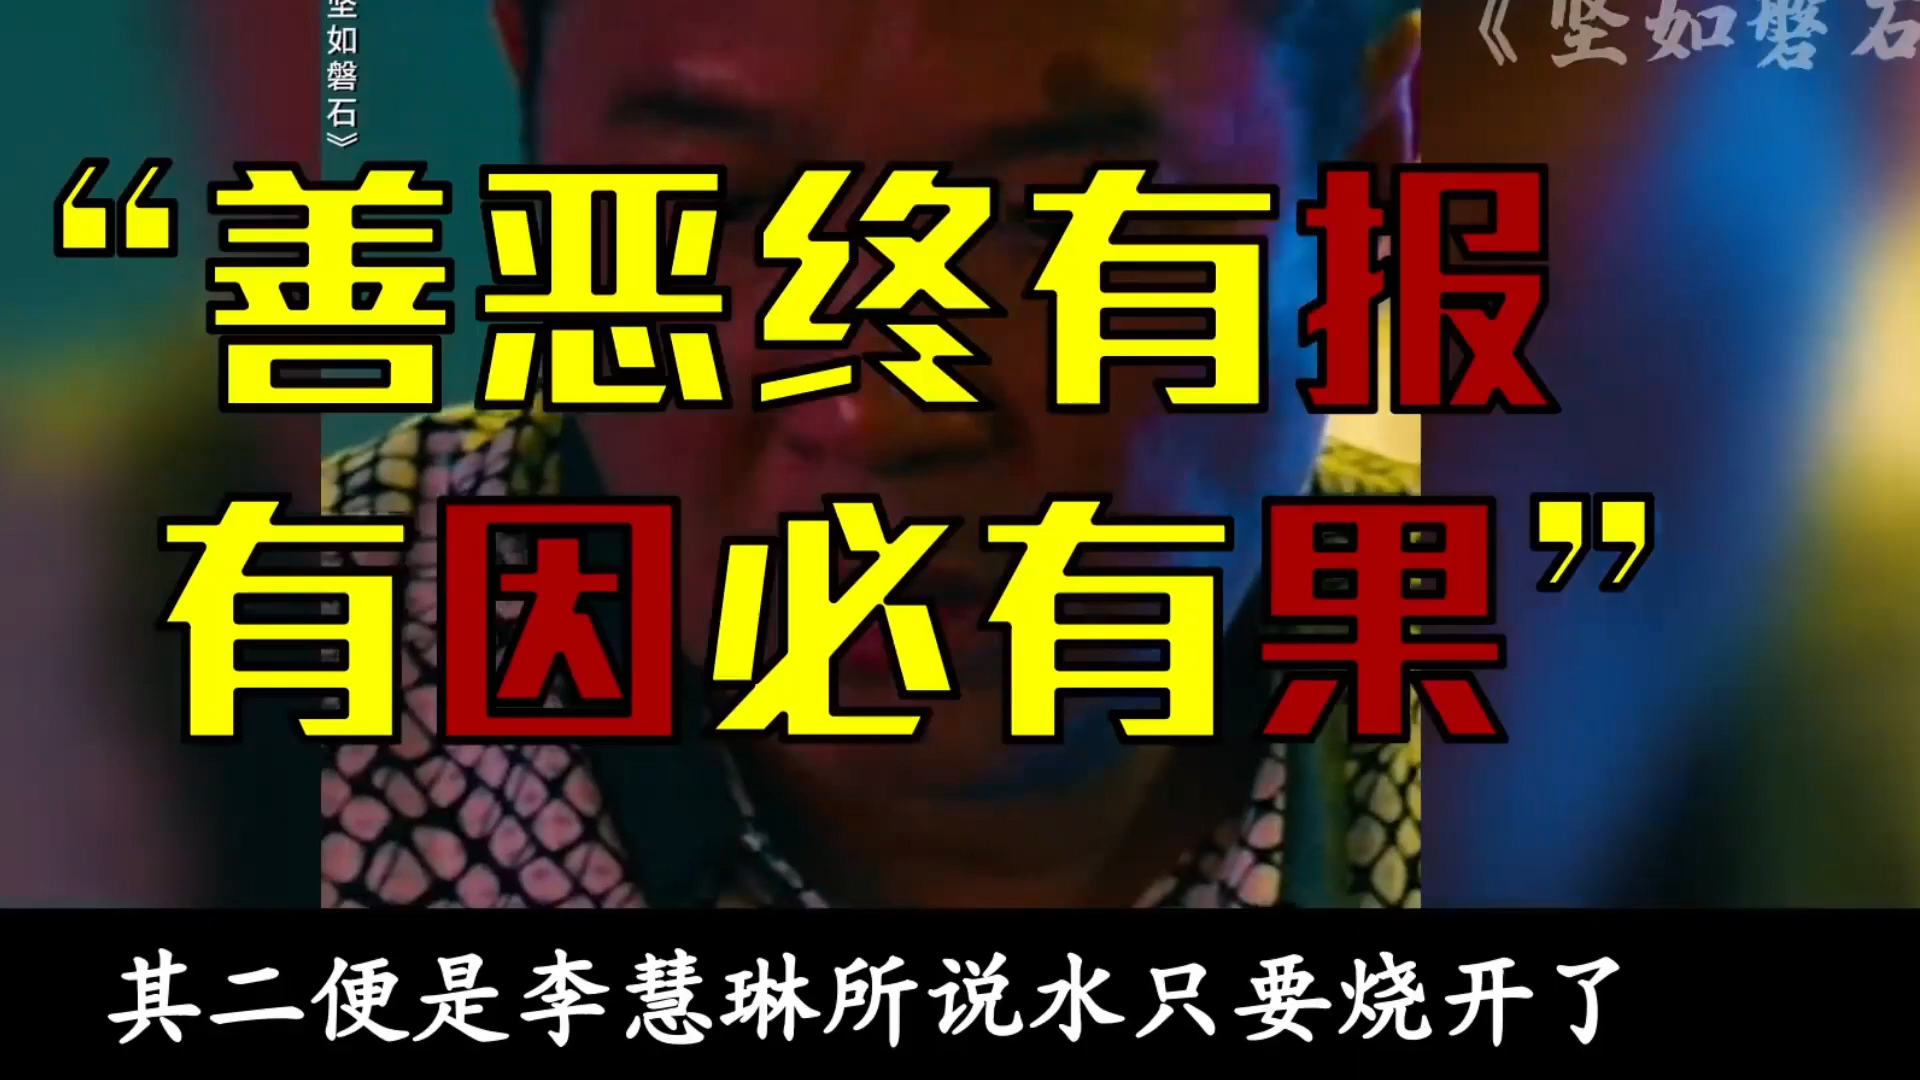 坚如磐石》
《坚如磐石
“善恶终有报
有因必有果”
其二便是李慧琳所说水只要烧开了